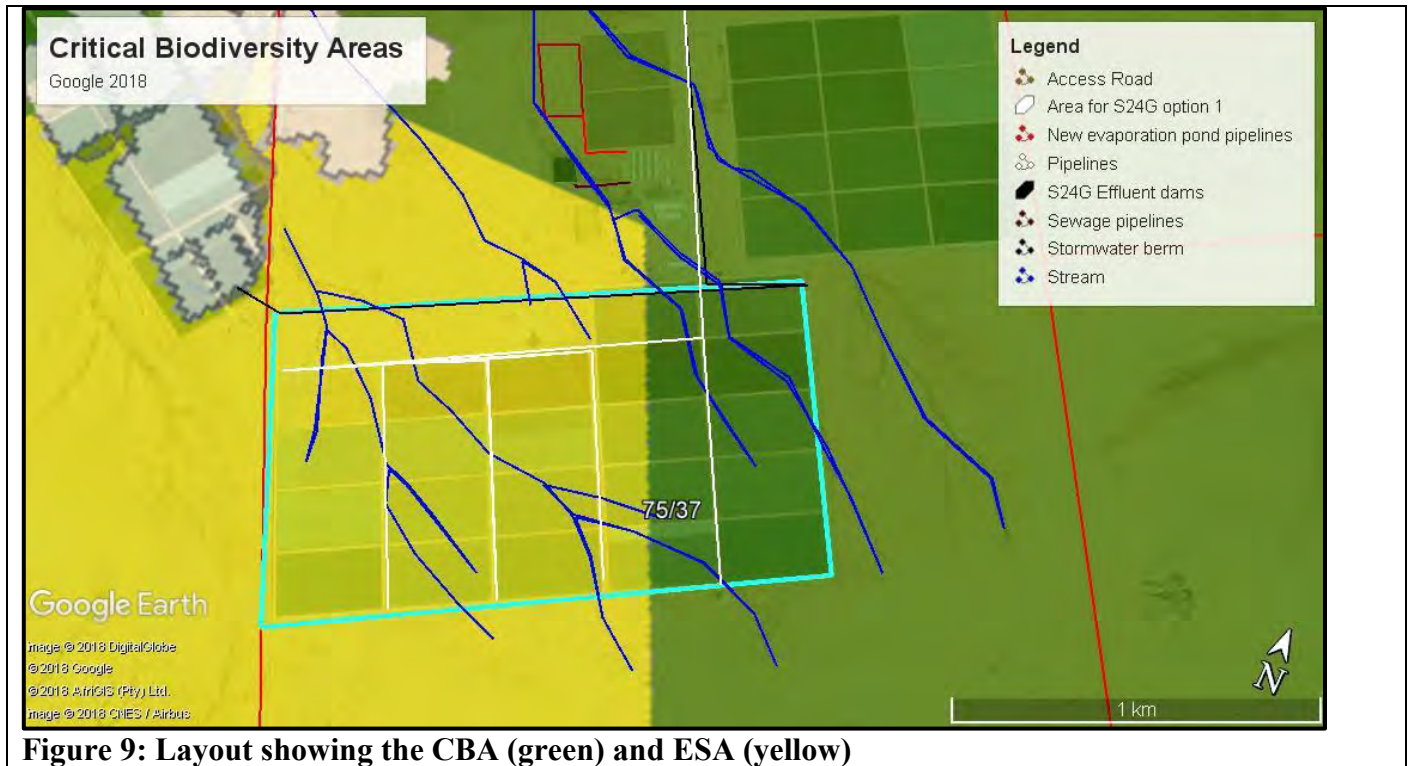 Critical Biodiversity Areas
Google 2018
Legend
Access Road
Area for S24G option 1
New evaporation pond pipelines
Pipelines
S24G Effluent dams
Sewage pipelines
Stormwater berm
Stream
75/37
Google Earth
Image © 2018 DigitalGlobe
© 2018 Google
© 2018 AfriGIS (Pty) Ltd.
Image © 2018 CNES / Airbus
N
1 km
Figure 9: Layout showing the CBA (green) and ESA (yellow)